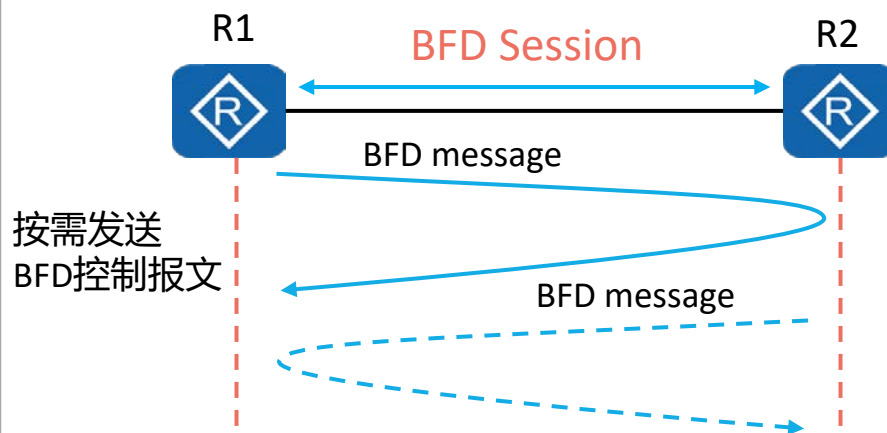 R1
BFD Session
R2
R
R
BFD message
按需发送
BFD控制报文
BFD message